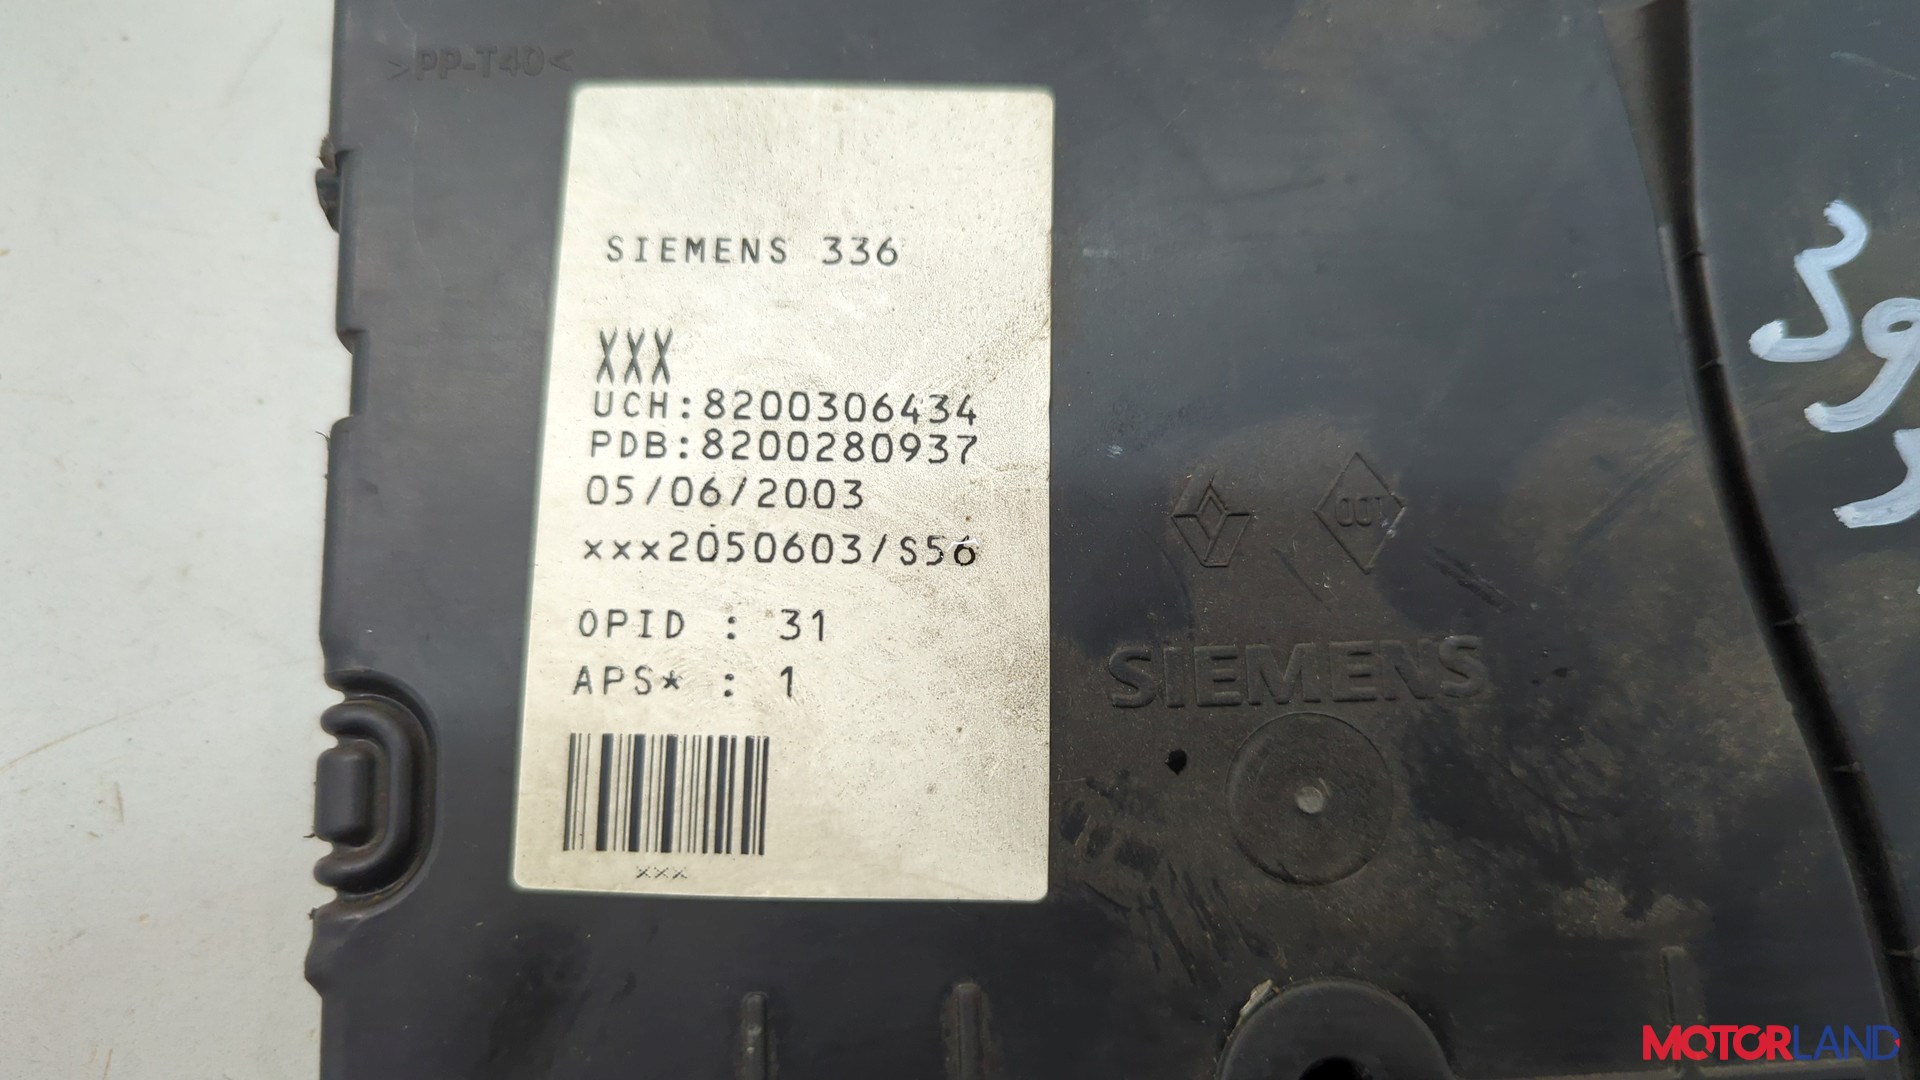 >PP-T40<
SIEMENS 336
XXX
UCH:8200306434
PDB:8200280937
05/06/2003
xxx2050603/S56
OPID : 31
APS* : 1
xxx
001
SIEMENS
MOTORLAND